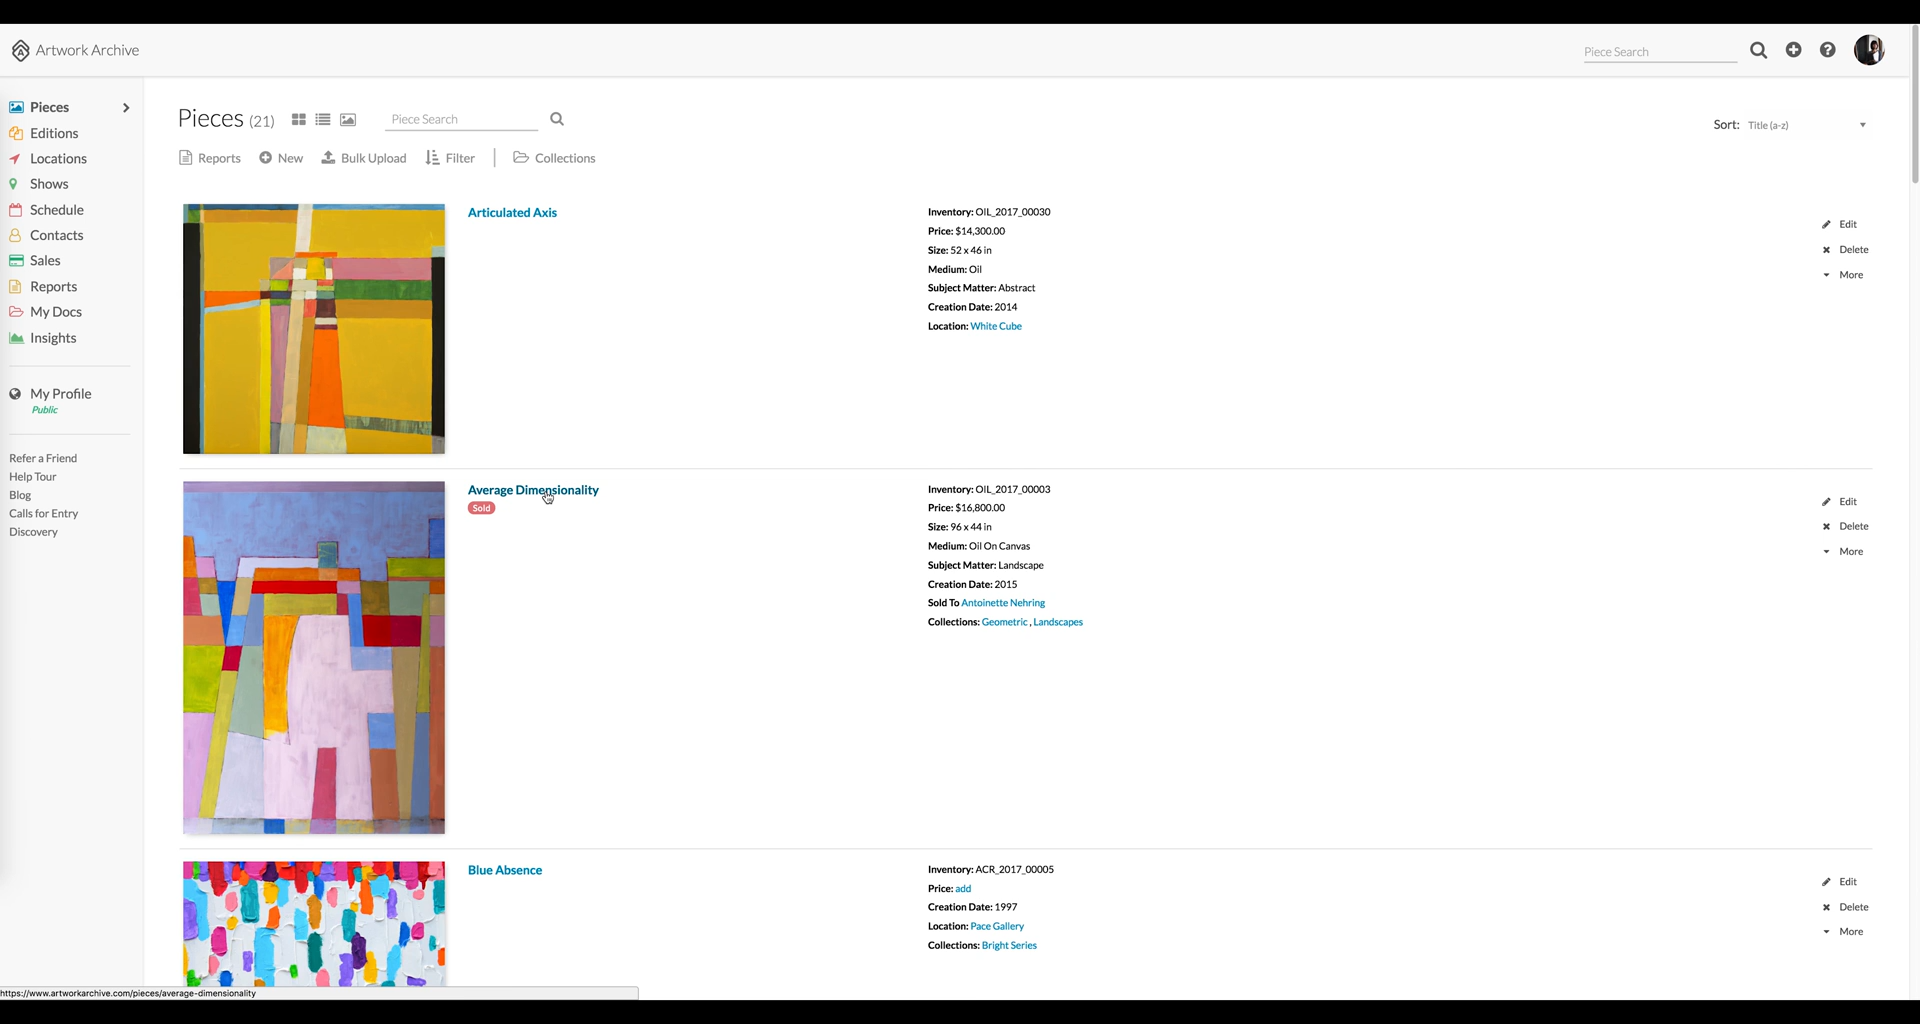 Artwork Archive
Piece Search
Pieces
Editions
Locations
Shows
Schedule
Contacts
Sales
Reports
My Docs
Insights
My Profile
Public
Refer a Friend
Help Tour
Blog
Calls for Entry
Discovery
Pieces (21)
Piece Search
Sort: Title (a-z)
Reports New Bulk Upload Filter | Collections
Articulated Axis
Inventory: OIL_2017_00030
Price: $14,300.00
Size: 52 x 46 in
Medium: Oil
Subject Matter: Abstract
Creation Date: 2014
Location: White Cube
Edit
Delete
More
Average Dimensionality
Sold
Inventory: OIL_2017_00003
Price: $16,800.00
Size: 96 x 44 in
Medium: Oil On Canvas
Subject Matter: Landscape
Creation Date: 2015
Sold To Antoinette Nehring
Collections: Geometric , Landscapes
Edit
Delete
More
Blue Absence
Inventory: ACR_2017_00005
Price: add
Creation Date: 1997
Location: Pace Gallery
Collections: Bright Series
Edit
Delete
More
https://www.artworkarchive.com/pieces/average-dimensionality